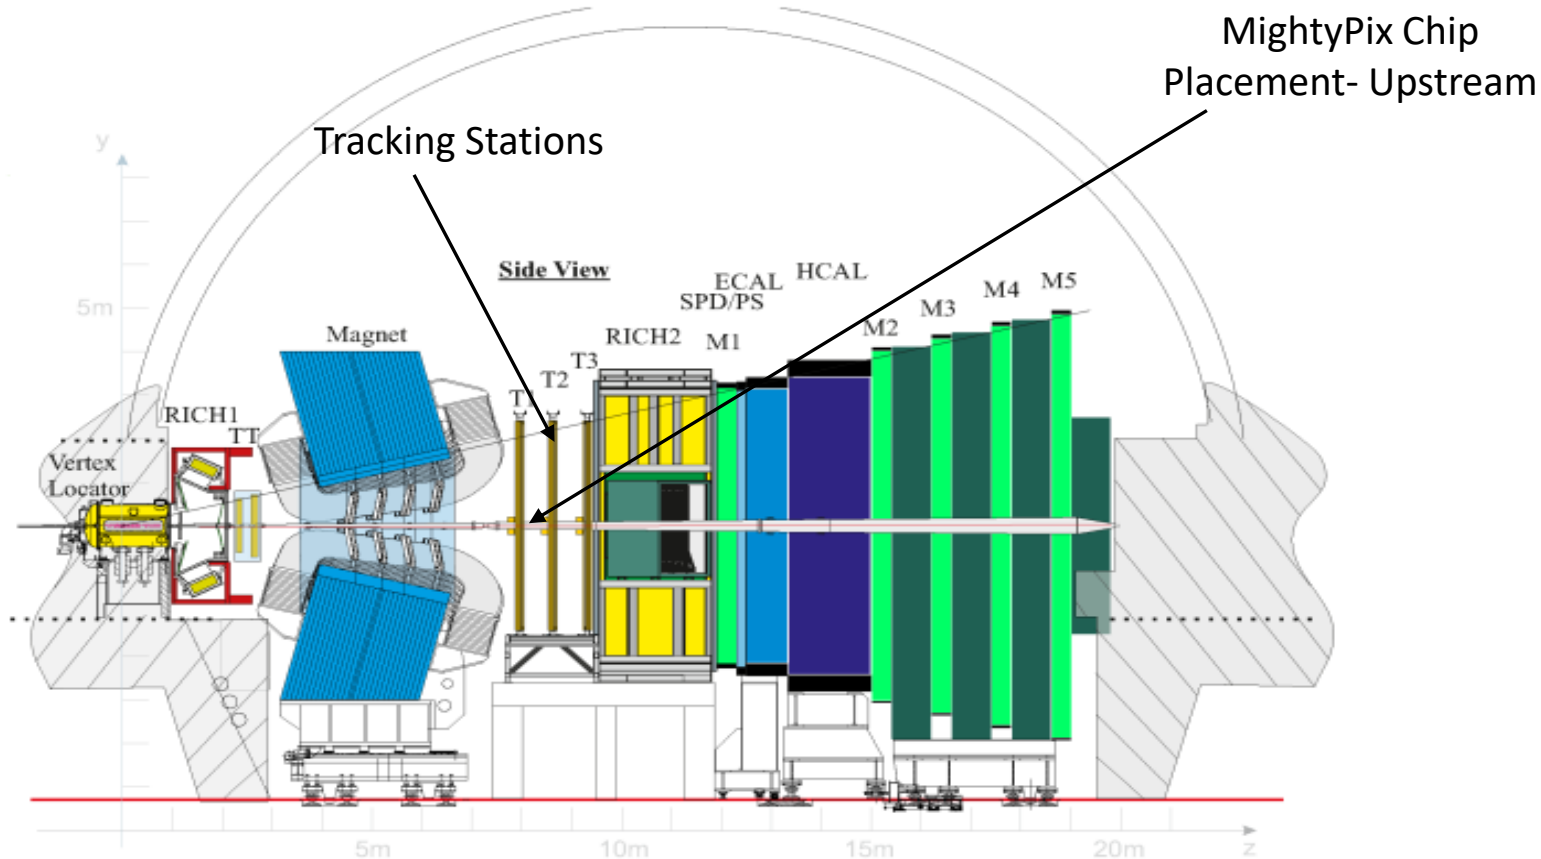 MightyPix Chip
Placement- Upstream
Tracking Stations
y
Side View
HCAL
ECAL
SPD/PS
M5
M4
M3
M2
5m
Magnet
RICH2
M1
T3
T2
T1
RICH1
TT
Vertex
Locator
5m
10m
15m
20m
z